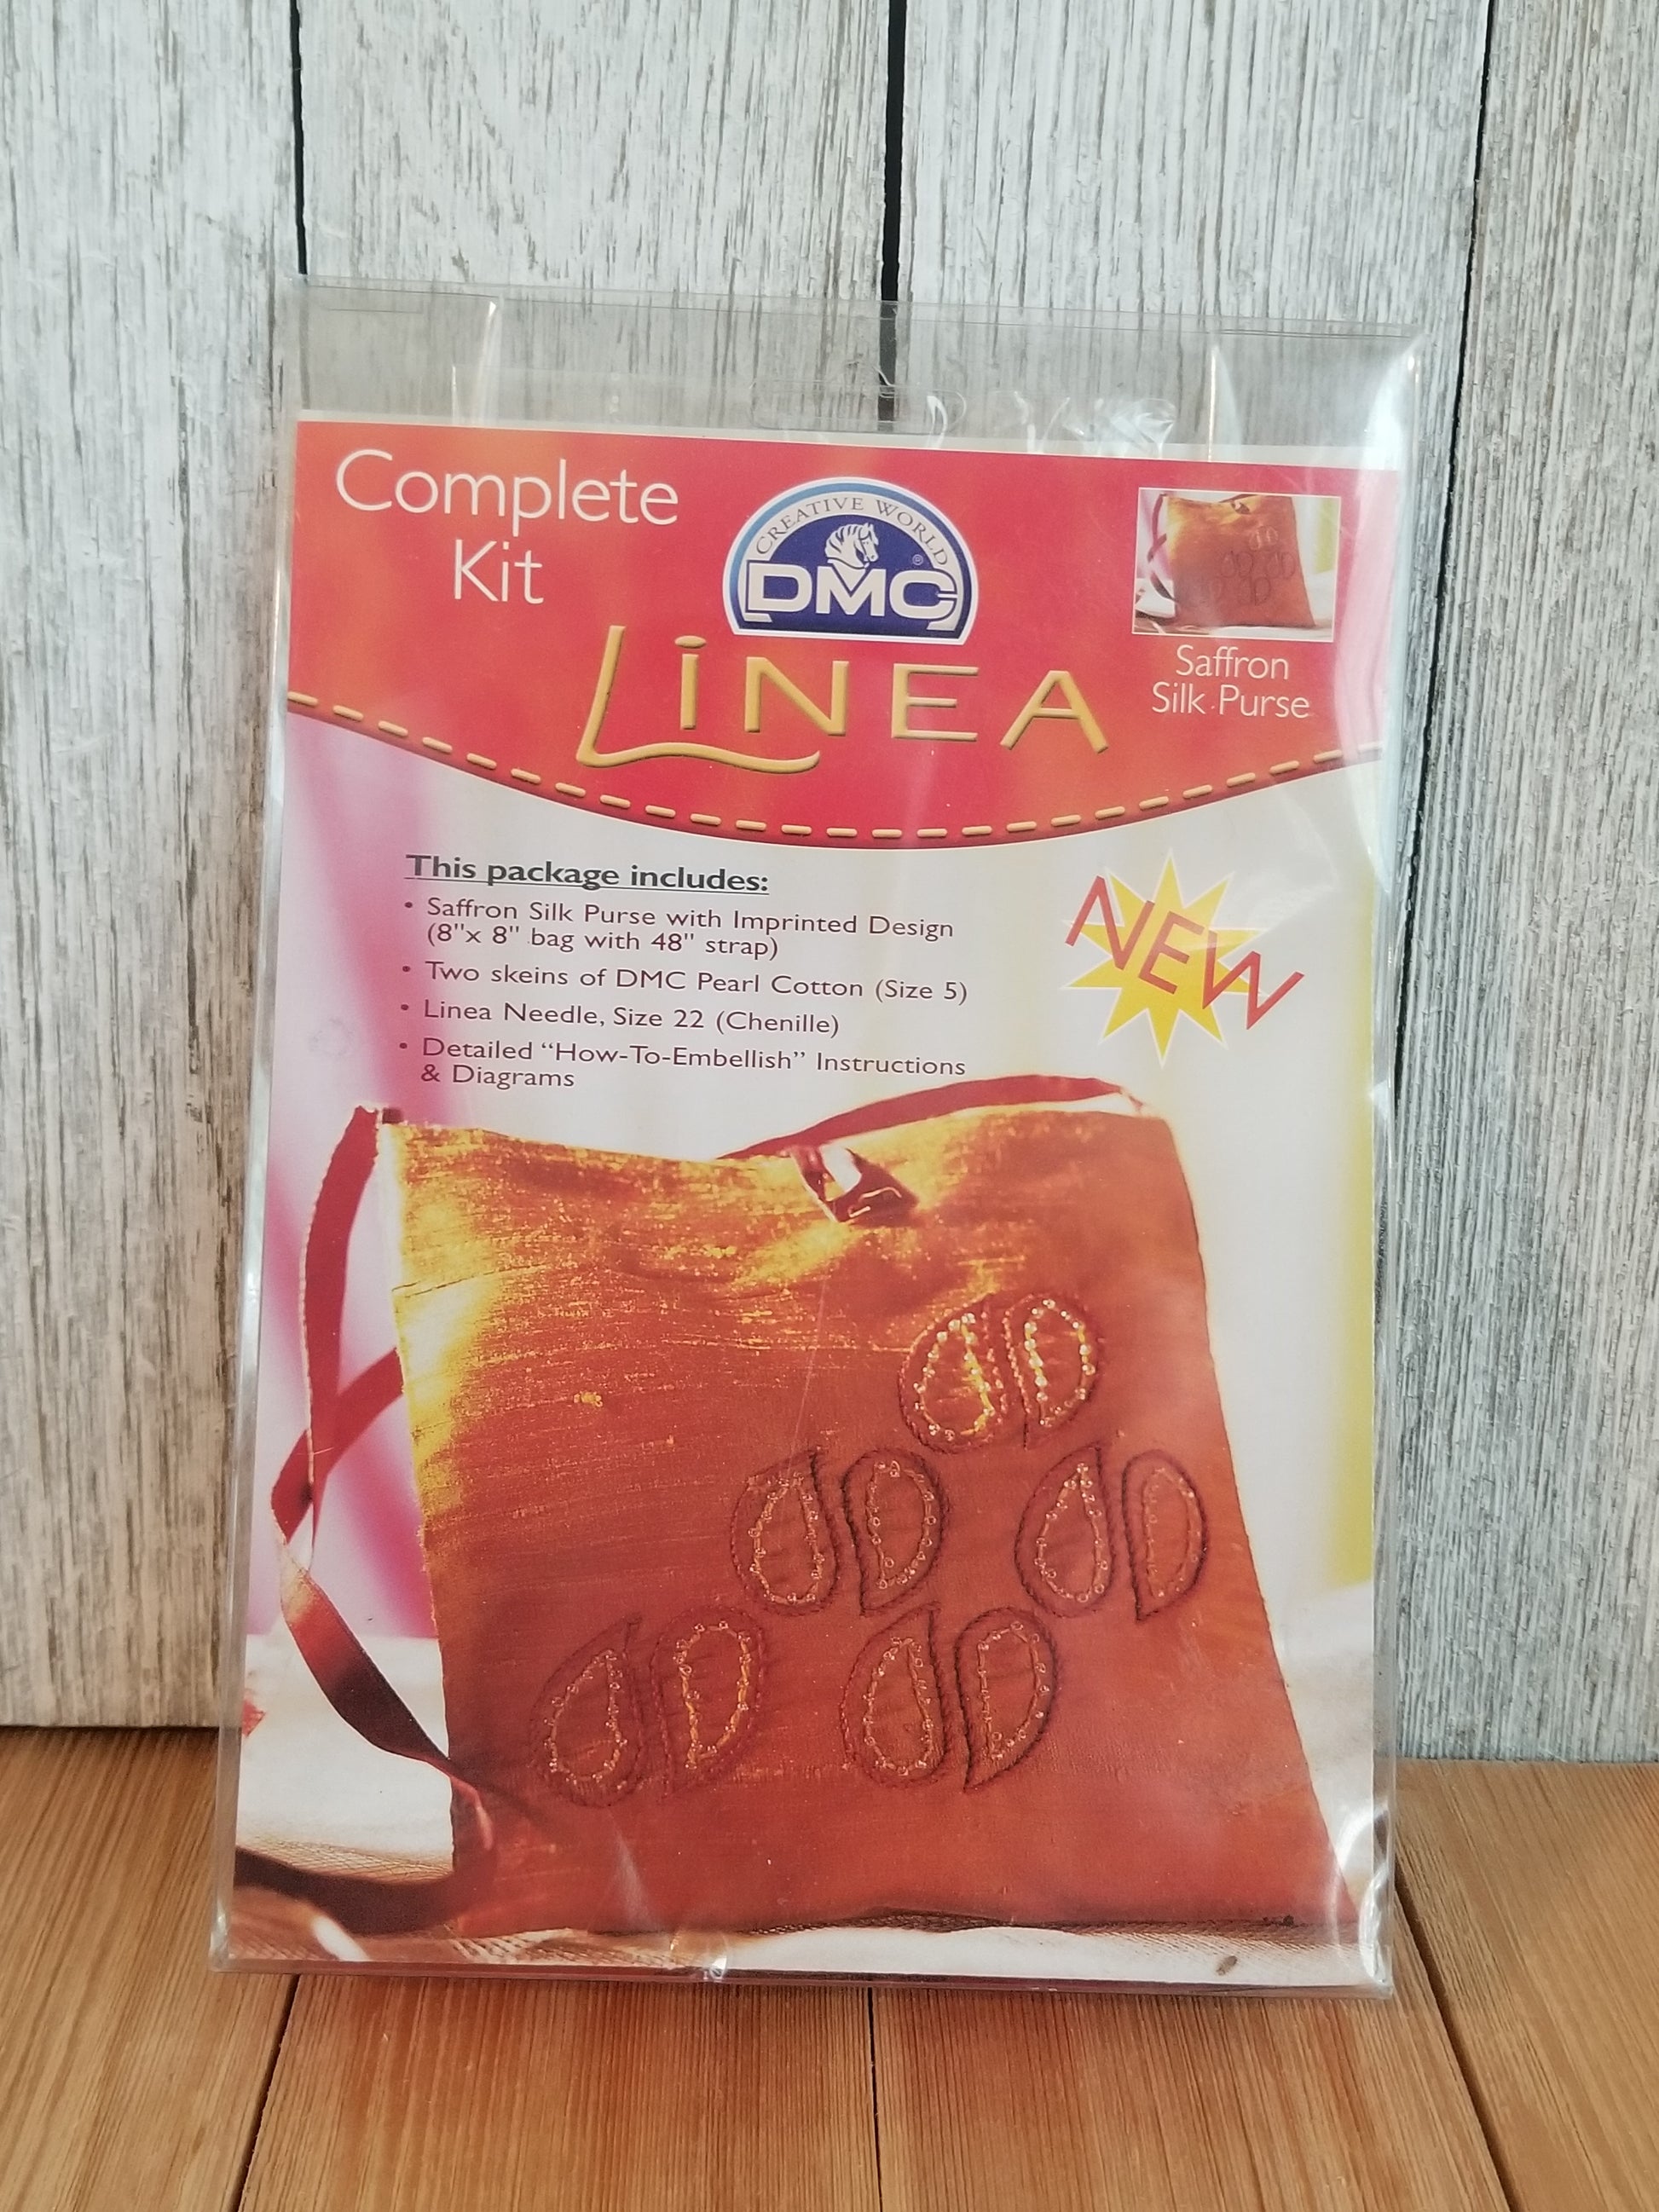 Complete
Kit
CREATIVE WORLD
DMC®
LiNEA
Saffron
Silk Purse
This package includes:
• Saffron Silk Purse with Imprinted Design
(8"x 8" bag with 48" strap)
• Two skeins of DMC Pearl Cotton (Size 5)
• Linea Needle, Size 22 (Chenille)
• Detailed “How-To-Embellish” Instructions
& Diagrams
NEW